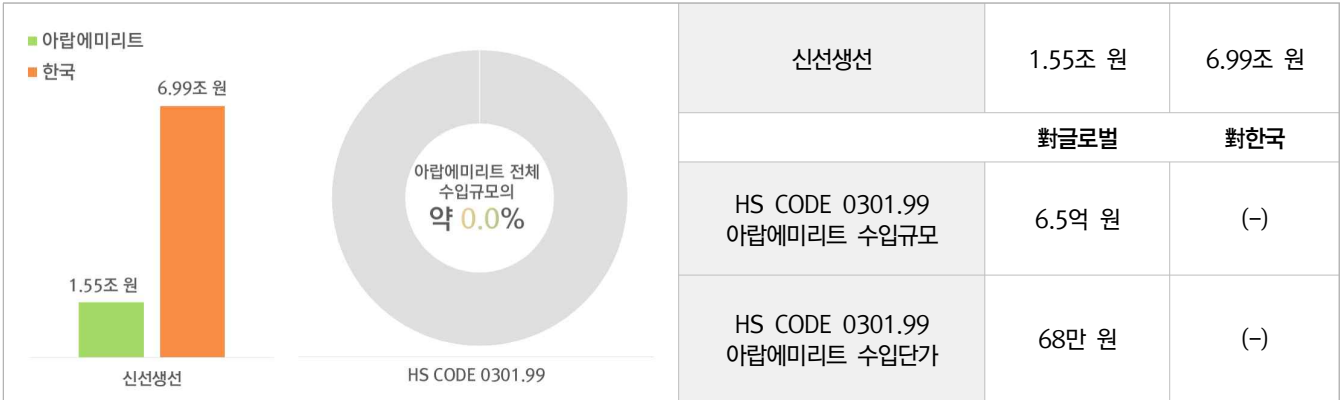 아랍에미리트
한국
6.99조 원
1.55조 원
신선생선
아랍에미리트 전체
수입규모의
약 0.0%
HS CODE 0301.99
신선생선 1.55조 원 6.99조 원
對글로벌 對한국
HS CODE 0301.99
아랍에미리트 수입규모
6.5억 원 (-)
HS CODE 0301.99
아랍에미리트 수입단가
68만 원 (-)